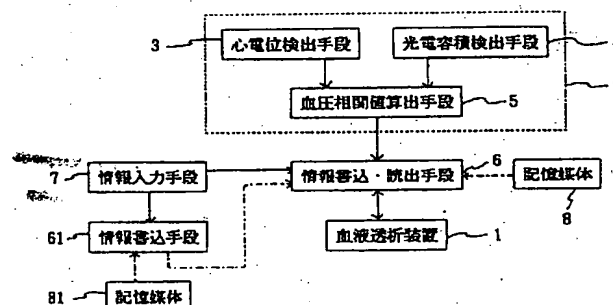 3 心電位検出手段
光電容積検出手段
血圧相関値算出手段 5
7 情報入力手段
情報書込・読出手段 6
記憶媒体 8
61 情報書込手段
血液透析装置 1
81 記憶媒体